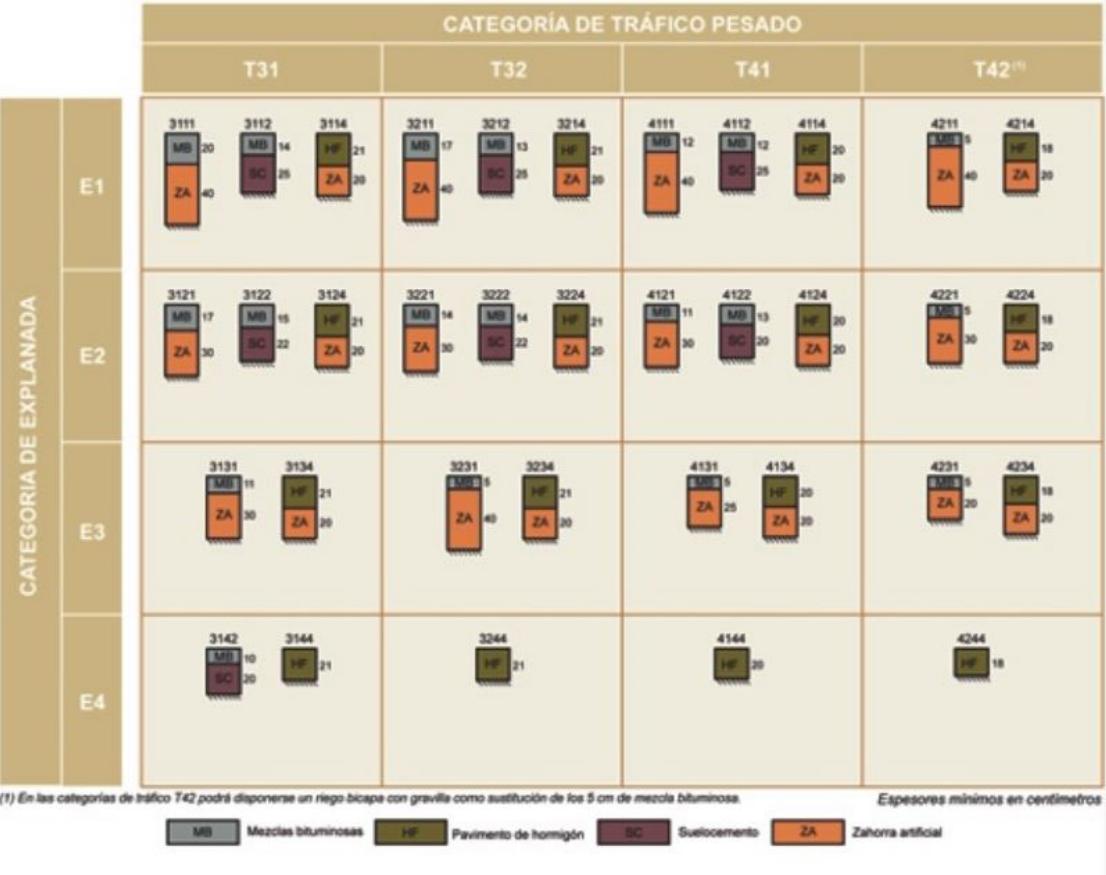 CATEGORÍA DE TRÁFICO PESADO
T31 T32 T41 T42(1)
CATEGORIA DE EXPLANADA
E1
3111 3112 3114 3211 3212 3214 4111 4112 4114 4211 4214
MB 20 MB 14 HF 21 MB 17 MB 13 HF 21 MB 12 MB 12 HF 20 MB 5 HF 18
ZA 40 SC 25 ZA 20 ZA 40 SC 25 ZA 20 ZA 40 SC 25 ZA 20 ZA 40 ZA 20
E2
3121 3122 3124 3221 3222 3224 4121 4122 4124 4221 4224
MB 17 MB 15 HF 21 MB 14 MB 14 HF 21 MB 11 MB 13 HF 20 MB 5 HF 18
ZA 30 SC 22 ZA 20 ZA 30 SC 22 ZA 20 ZA 30 SC 20 ZA 20 ZA 30 ZA 20
E3
3131 3134 3231 3234 4131 4134 4231 4234
MB 11 HF 21 MB 5 HF 21 MB 5 HF 20 MB 5 HF 18
ZA 30 ZA 20 ZA 40 ZA 20 ZA 25 ZA 20 ZA 20 ZA 20
E4
3142 3144 3244 4144 4244
MB 10 HF 21 HF 21 HF 20 HF 18
SC 20
(1) En las categorías de tráfico T42 podrá disponerse un riego bicapa con gravilla como sustitución de los 5 cm de mezcla bituminosa. Espesores mínimos en centímetros
MB Mezclas bituminosas HF Pavimento de hormigón SC Suelocemento ZA Zahorra artificial